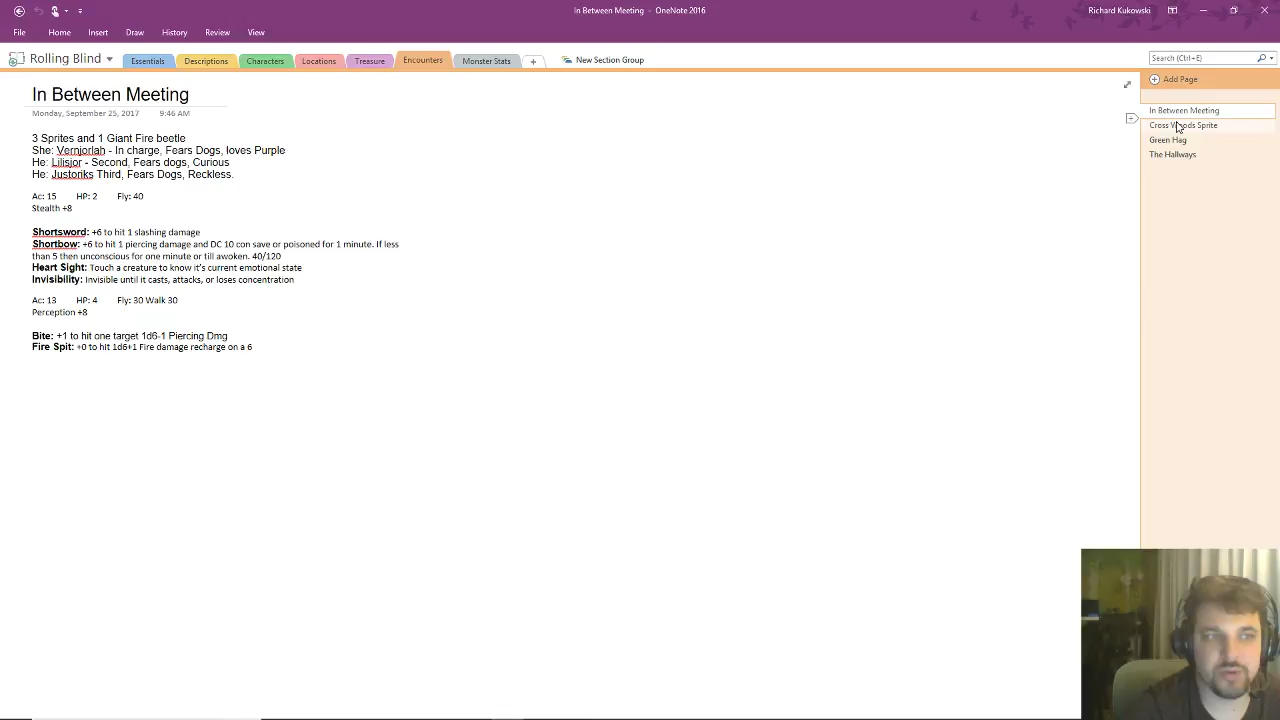 In Between Meeting - OneNote 2016
Richard Kukowski
File Home Insert Draw History Review View
Rolling Blind
Essentials Descriptions Characters Locations Treasure Encounters Monster Stats + New Section Group
Search (Ctrl+E)
In Between Meeting
Monday, September 25, 2017 9:46 AM
3 Sprites and 1 Giant Fire beetle
She: Vernjorlah - In charge, Fears Dogs, loves Purple
He: Lilisjor - Second, Fears dogs, Curious
He: Justoriks Third, Fears Dogs, Reckless.
Ac: 15 HP: 2 Fly: 40
Stealth +8
Shortsword: +6 to hit 1 slashing damage
Shortbow: +6 to hit 1 piercing damage and DC 10 con save or poisoned for 1 minute. If less
than 5 then unconscious for one minute or till awoken. 40/120
Heart Sight: Touch a creature to know it's current emotional state
Invisibility: Invisible until it casts, attacks, or loses concentration
Ac: 13 HP: 4 Fly: 30 Walk 30
Perception +8
Bite: +1 to hit one target 1d6-1 Piercing Dmg
Fire Spit: +0 to hit 1d6+1 Fire damage recharge on a 6
Add Page
In Between Meeting
Cross Woods Sprite
Green Hag
The Hallways